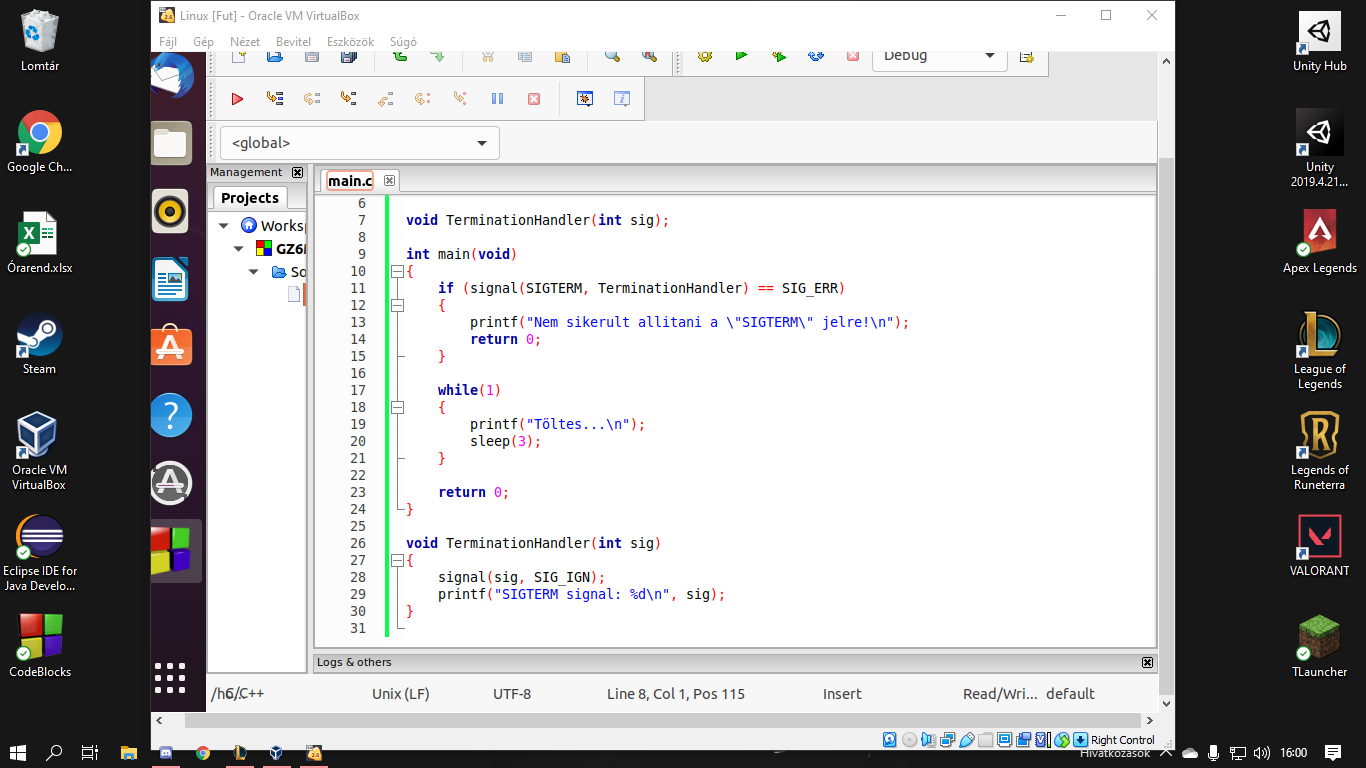 Linux [Fut] - Oracle VM VirtualBox
Fájl Gép Nézet Bevitel Eszközök Súgó
Lomtár
Google Ch...
Órarend.xlsx
Steam
Oracle VM
VirtualBox
Eclipse IDE for
Java Develo...
CodeBlocks
Debug
<global>
Management
Projects
Worksp
GZ6
So
main.c
6
7 void TerminationHandler(int sig);
8
9 int main(void)
10 {
11 if (signal(SIGTERM, TerminationHandler) == SIG_ERR)
12 {
13 printf("Nem sikerult allitani a \"SIGTERM\" jelre!\n");
14 return 0;
15 }
16
17 while(1)
18 {
19 printf("Töltes...\n");
20 sleep(3);
21 }
22
23 return 0;
24 }
25
26 void TerminationHandler(int sig)
27 {
28 signal(sig, SIG_IGN);
29 printf("SIGTERM signal: %d\n", sig);
30 }
31
Logs & others
C/C++ Unix (LF) UTF-8 Line 8, Col 1, Pos 115 Insert Read/Wri... default
Right Control
Unity Hub
Unity
2019.4.21...
Apex Legends
League of
Legends
Legends of
Runeterra
VALORANT
TLauncher
Hivatkozások
16:00